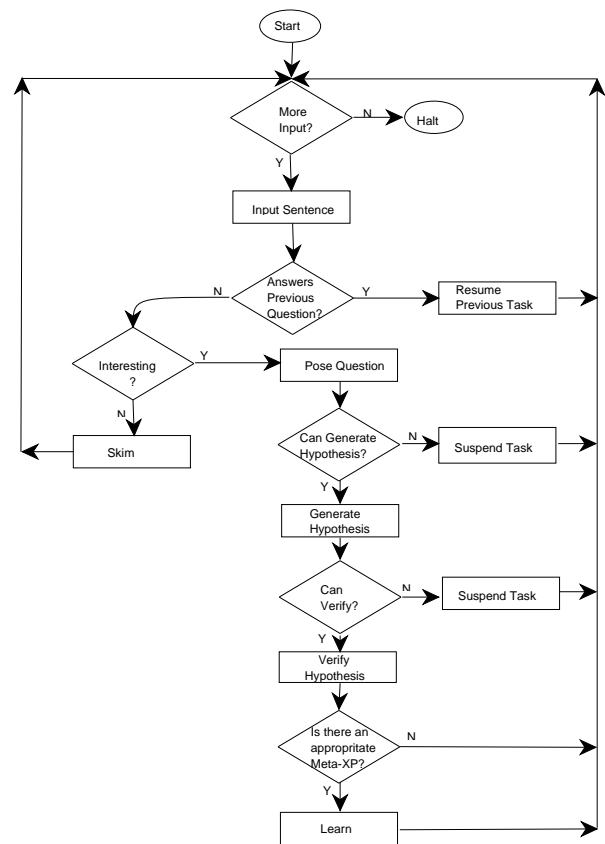 Start
More
Input?
N
Halt
Y
Input Sentence
Answers
Previous
Question?
N
Y
Resume
Previous Task
Interesting
?
Y
Pose Question
N
Skim
Can Generate
Hypothesis?
N
Suspend Task
Y
Generate
Hypothesis
Can
Verify?
N
Suspend Task
Y
Verify
Hypothesis
Is there an
appropritate
Meta-XP?
N
Y
Learn